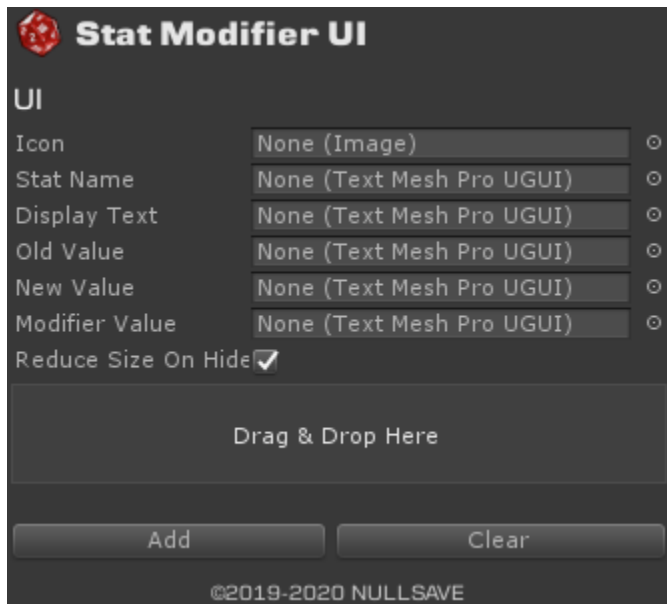 Stat Modifier UI
UI
Icon None (Image)
Stat Name None (Text Mesh Pro UGUI)
Display Text None (Text Mesh Pro UGUI)
Old Value None (Text Mesh Pro UGUI)
New Value None (Text Mesh Pro UGUI)
Modifier Value None (Text Mesh Pro UGUI)
Reduce Size On Hide
Drag & Drop Here
Add Clear
©2019-2020 NULLSAVE